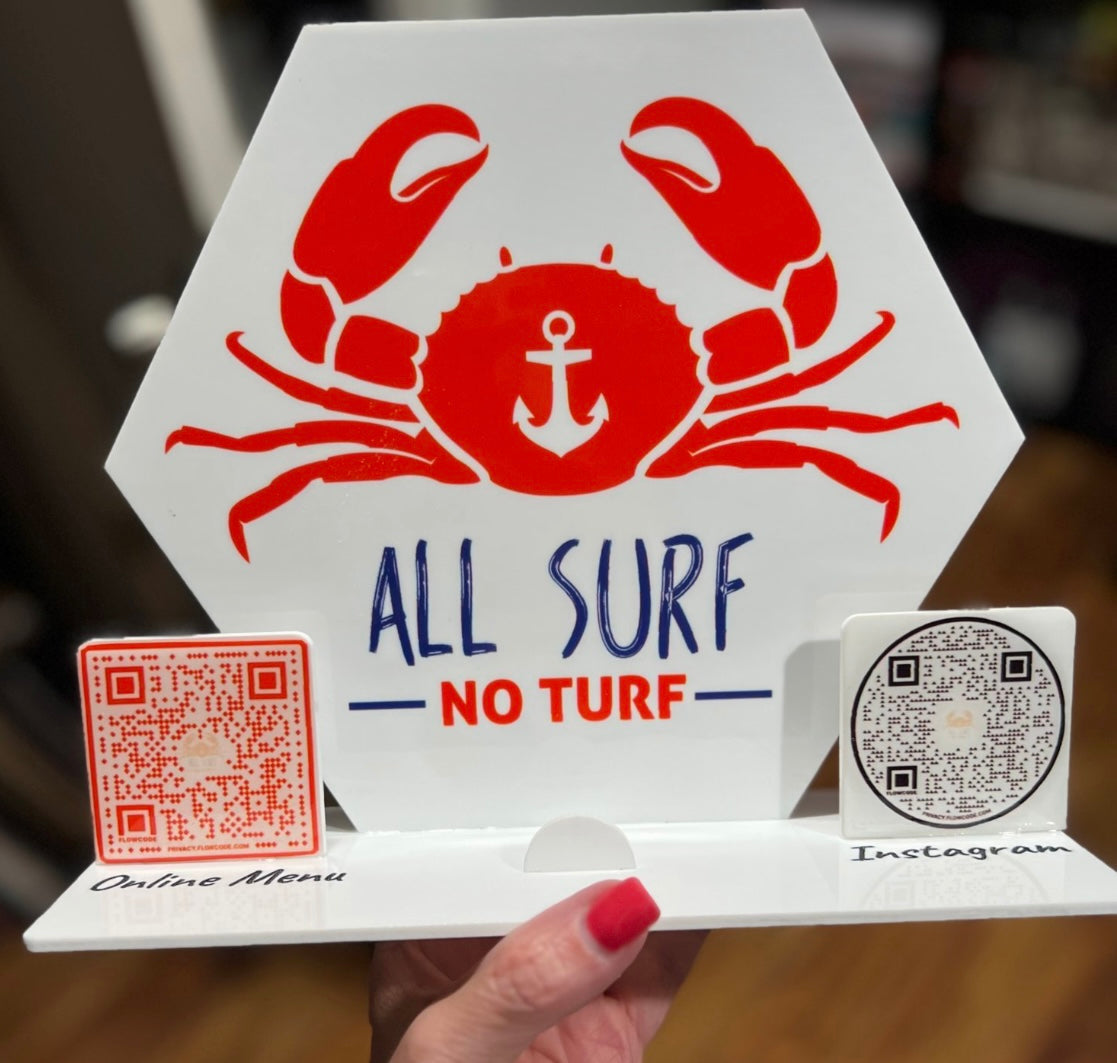 ALL SURF
NO TURF
FLOWCODE
PRIVACY.FLOWCODE.COM
Online Menu
FLOWCODE
PRIVACY.FLOWCODE.COM
Instagram